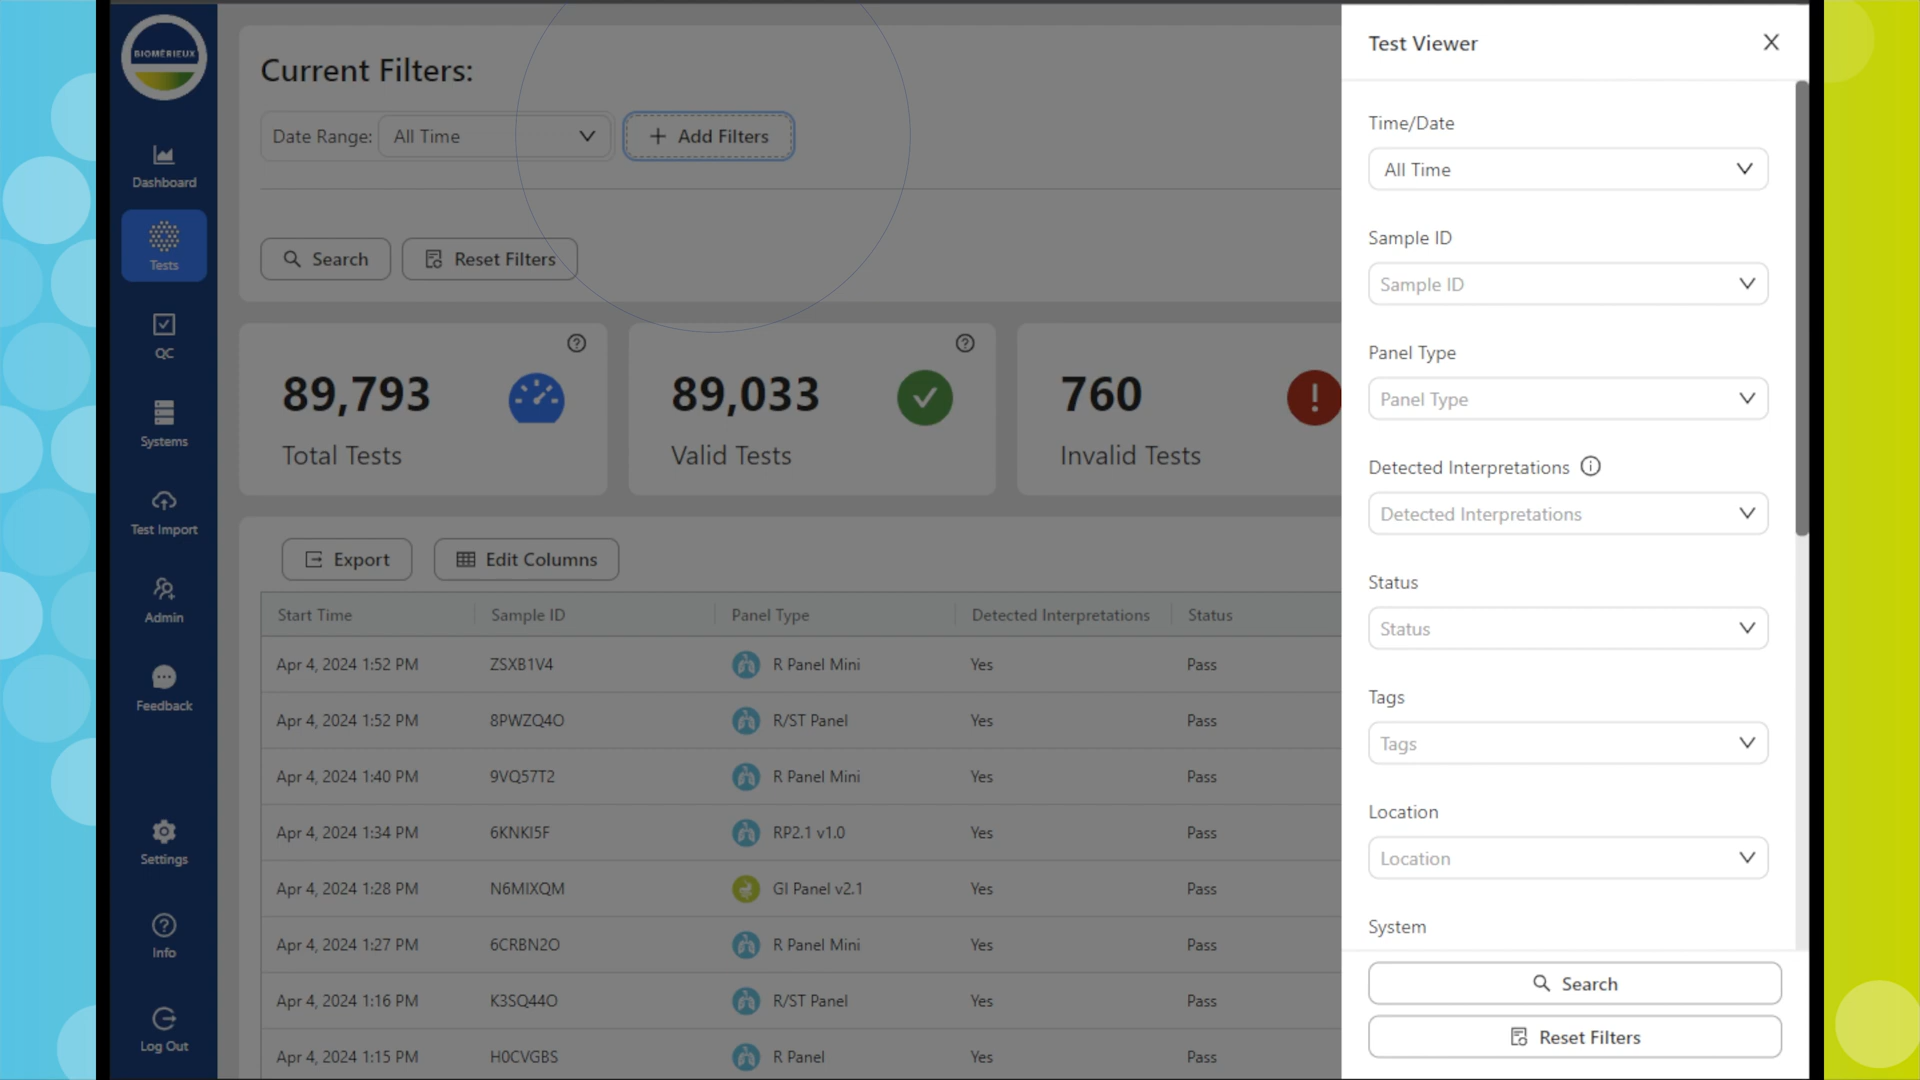 BIOMÉRIEUX
Dashboard
Tests
QC
Systems
Test Import
Admin
Feedback
Settings
Info
Log Out
Current Filters:
Date Range: All Time
Add Filters
Search
Reset Filters
89,793
Total Tests
89,033
Valid Tests
760
Invalid Tests
Export
Edit Columns
Start Time Sample ID Panel Type Detected Interpretations Status
Apr 4, 2024 1:52 PM ZSXB1V4 R Panel Mini Yes Pass
Apr 4, 2024 1:52 PM 8PWZQ4O R/ST Panel Yes Pass
Apr 4, 2024 1:40 PM 9VQ57T2 R Panel Mini Yes Pass
Apr 4, 2024 1:34 PM 6KNKI5F RP2.1 v1.0 Yes Pass
Apr 4, 2024 1:28 PM N6MIXQM GI Panel v2.1 Yes Pass
Apr 4, 2024 1:27 PM 6CRBN2O R Panel Mini Yes Pass
Apr 4, 2024 1:16 PM K3SQ44O R/ST Panel Yes Pass
Apr 4, 2024 1:15 PM H0CVGBS R Panel Yes Pass
Test Viewer
Time/Date
All Time
Sample ID
Sample ID
Panel Type
Panel Type
Detected Interpretations
Detected Interpretations
Status
Status
Tags
Tags
Location
Location
System
Search
Reset Filters